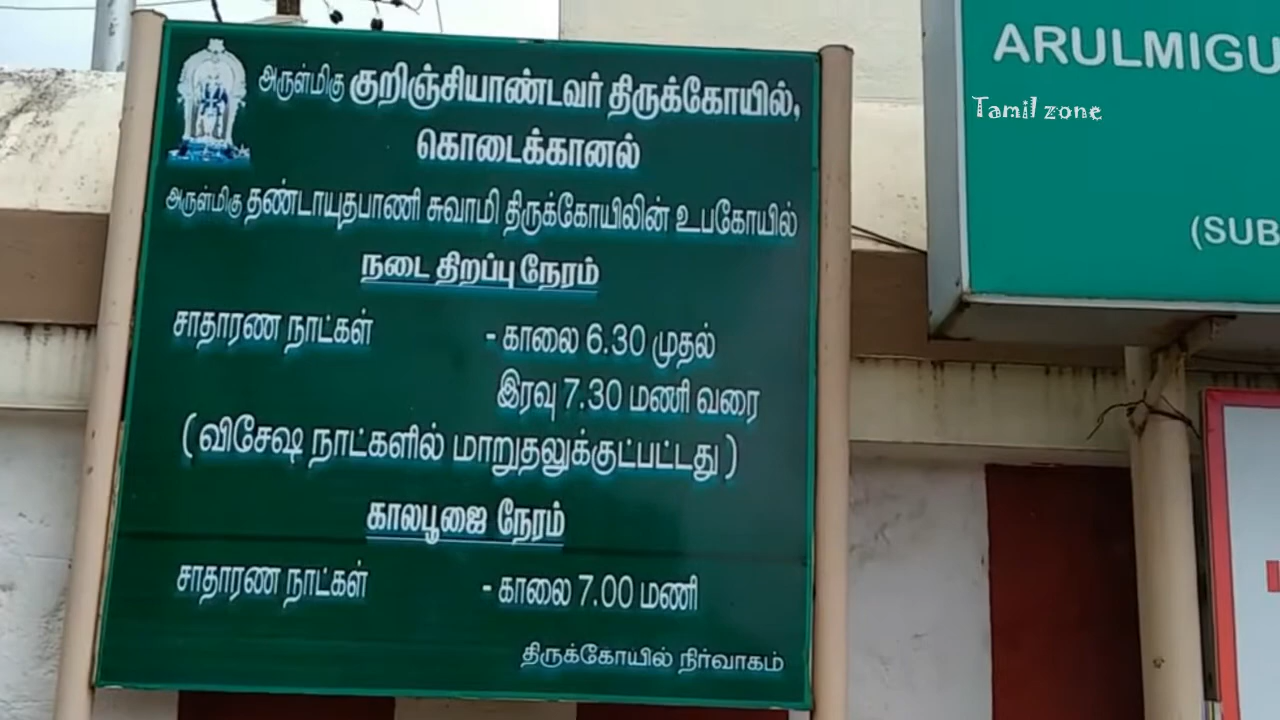 அருள்மிகு குறிஞ்சியாண்டவர் திருக்கோயில்,
கொடைக்கானல்
அருள்மிகு தண்டாயுதபாணி சுவாமி திருக்கோயிலின் உபகோயில்
நடை திறப்பு நேரம்
சாதாரண நாட்கள் - காலை 6.30 முதல்
இரவு 7.30 மணி வரை
( விசேஷ நாட்களில் மாறுதலுக்குட்பட்டது )
காலபூஜை நேரம்
சாதாரண நாட்கள் - காலை 7.00 மணி
திருக்கோயில் நிர்வாகம்
ARULMIGU
Tamil zone
(SUB